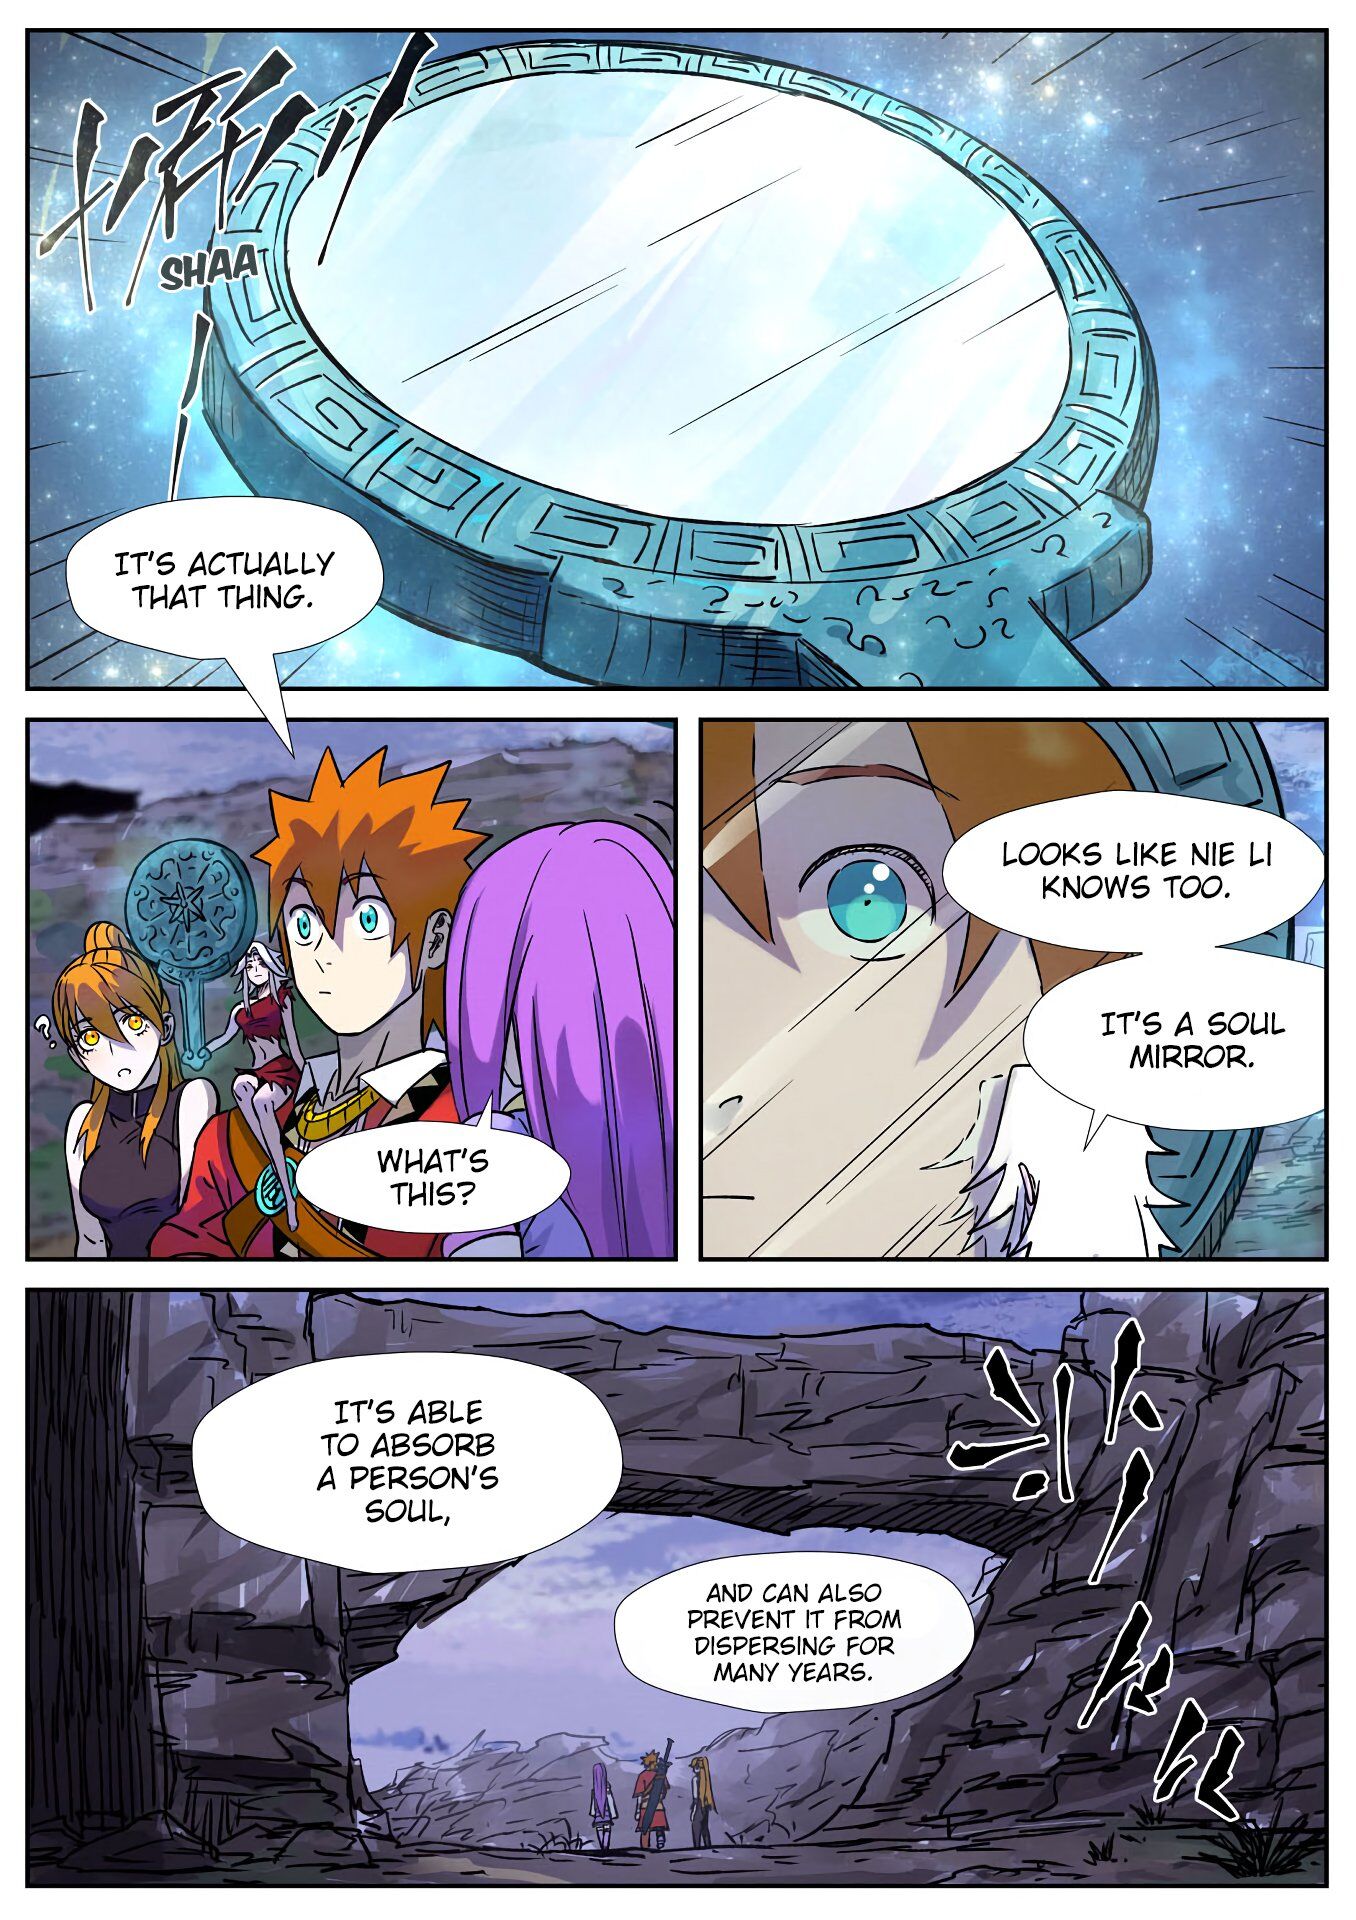 SHAA
IT'S ACTUALLY
THAT THING.
WHAT'S
THIS?
LOOKS LIKE NIE LI
KNOWS TOO.
IT'S A SOUL
MIRROR.
IT'S ABLE
TO ABSORB
A PERSON'S
SOUL,
AND CAN ALSO
PREVENT IT FROM
DISPERSING FOR
MANY YEARS.